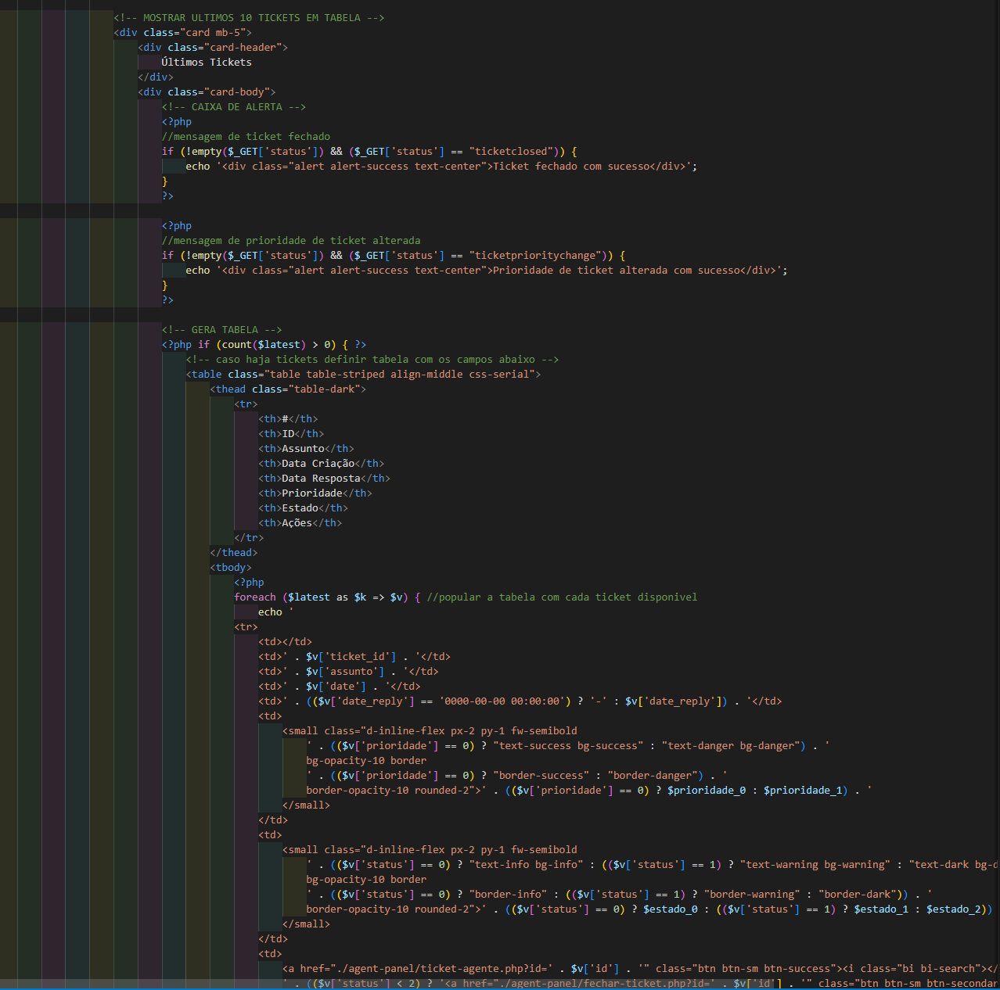 <!-- MOSTRAR ULTIMOS 10 TICKETS EM TABELA -->
<div class="card mb-5">
<div class="card-header">
Últimos Tickets
</div>
<div class="card-body">
<!-- CAIXA DE ALERTA -->
<?php
//mensagem de ticket fechado
if (!empty($_GET['status']) && ($_GET['status'] == "ticketclosed")) {
echo '<div class="alert alert-success text-center">Ticket fechado com sucesso</div>';
}
?>
<?php
//mensagem de prioridade de ticket alterada
if (!empty($_GET['status']) && ($_GET['status'] == "ticketprioritychange")) {
echo '<div class="alert alert-success text-center">Prioridade de ticket alterada com sucesso</div>';
}
?>
<!-- GERA TABELA -->
<?php if (count($latest) > 0) { ?>
<!-- caso haja tickets definir tabela com os campos abaixo -->
<table class="table table-striped align-middle css-serial">
<thead class="table-dark">
<tr>
<th>#</th>
<th>ID</th>
<th>Assunto</th>
<th>Data Criação</th>
<th>Data Resposta</th>
<th>Prioridade</th>
<th>Estado</th>
<th>Ações</th>
</tr>
</thead>
<tbody>
<?php
foreach ($latest as $k => $v) { //popular a tabela com cada ticket disponivel
echo '
<tr>
<td></td>
<td>' . $v['ticket_id'] . '</td>
<td>' . $v['assunto'] . '</td>
<td>' . $v['date'] . '</td>
<td>' . (($v['date_reply'] == '0000-00-00 00:00:00') ? '-' : $v['date_reply']) . '</td>
<td>
<small class="d-inline-flex px-2 py-1 fw-semibold
' . (($v['prioridade'] == 0) ? "text-success bg-success" : "text-danger bg-danger") . '
bg-opacity-10 border
' . (($v['prioridade'] == 0) ? "border-success" : "border-danger") . '
border-opacity-10 rounded-2">' . (($v['prioridade'] == 0) ? $prioridade_0 : $prioridade_1) . '
</small>
</td>
<td>
<small class="d-inline-flex px-2 py-1 fw-semibold
' . (($v['status'] == 0) ? "text-info bg-info" : (($v['status'] == 1) ? "text-warning bg-warning" : "text-dark bg-d
bg-opacity-10 border
' . (($v['status'] == 0) ? "border-info" : (($v['status'] == 1) ? "border-warning" : "border-dark")) . '
border-opacity-10 rounded-2">' . (($v['status'] == 0) ? $estado_0 : (($v['status'] == 1) ? $estado_1 : $estado_2))
</small>
</td>
<td>
<a href="./agent-panel/ticket-agente.php?id=' . $v['id'] . '" class="btn btn-sm btn-success"><i class="bi bi-search"></
' . (($v['status'] < 2) ? '<a href="./agent-panel/fechar-ticket.php?id=' . $v['id'] . '" class="btn btn-sm btn-secondar